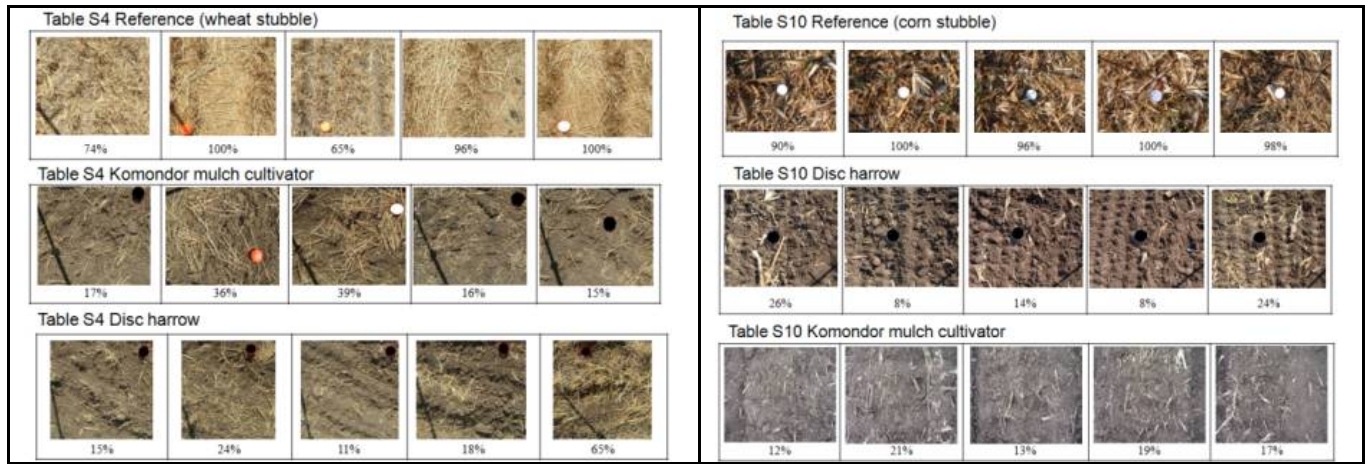 Table S4 Reference (wheat stubble)
74% 100% 65% 96% 100%
Table S4 Komondor mulch cultivator
17% 36% 39% 16% 15%
Table S4 Disc harrow
15% 24% 11% 18% 65%
Table S10 Reference (corn stubble)
90% 100% 96% 100% 98%
Table S10 Disc harrow
26% 8% 14% 8% 24%
Table S10 Komondor mulch cultivator
12% 21% 13% 19% 17%